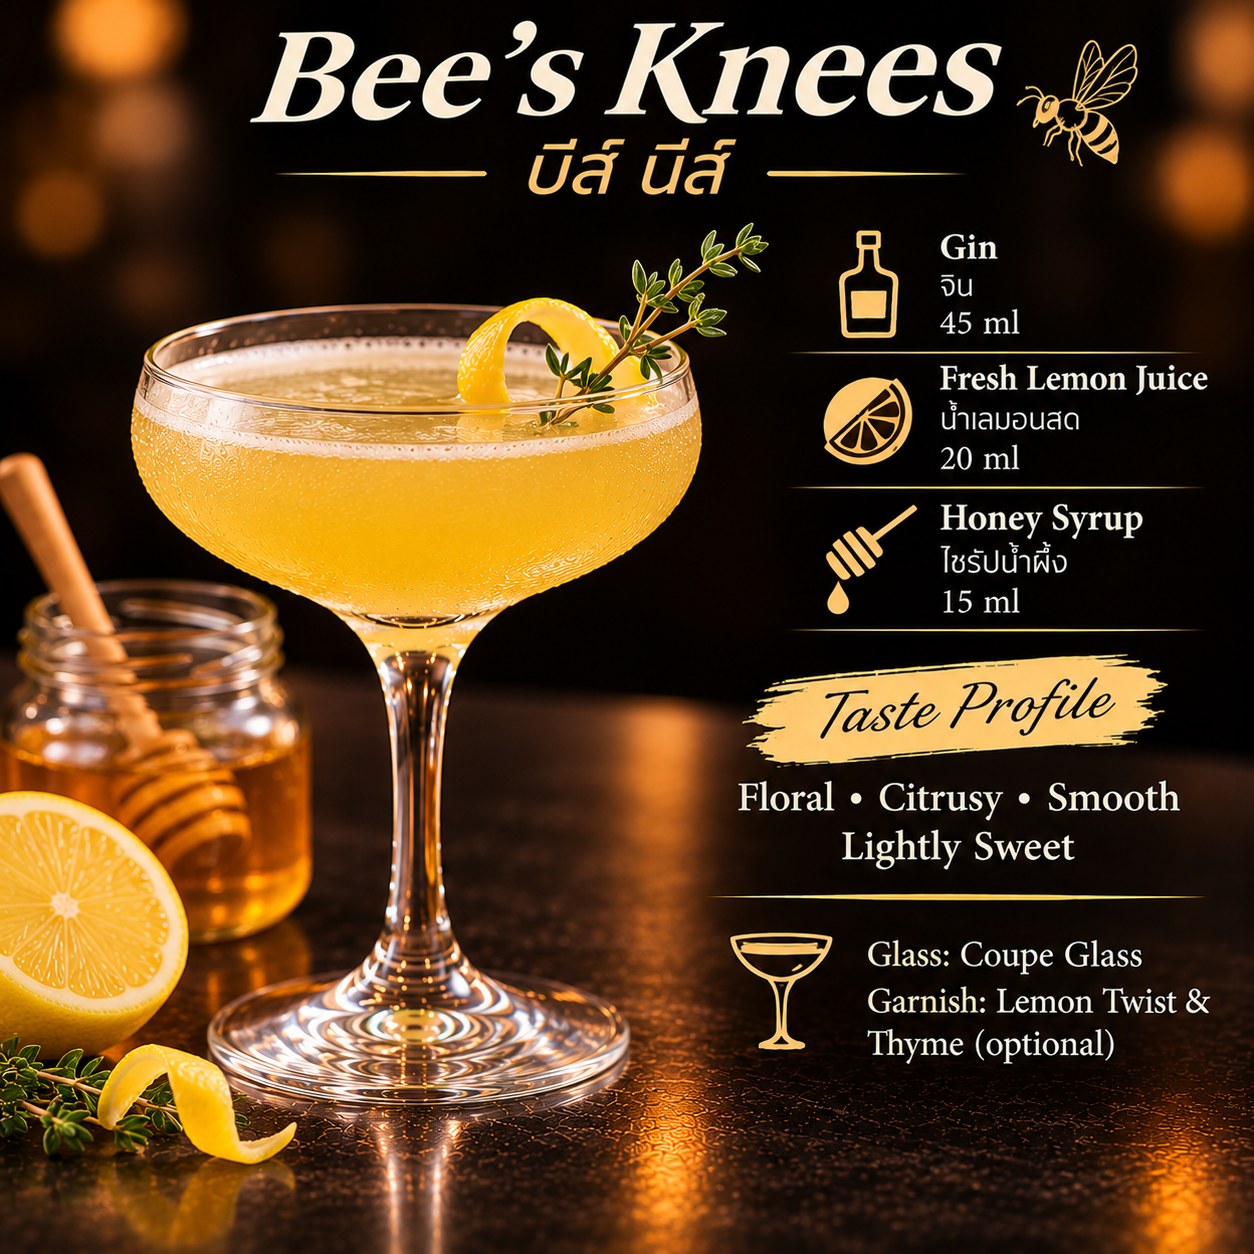 Bee's Knees
บีส์ นีส์
Gin
จิน
45 ml
Fresh Lemon Juice
น้ำเลมอนสด
20 ml
Honey Syrup
ไซรัปน้ำผึ้ง
15 ml
Taste Profile
Floral • Citrusy • Smooth
Lightly Sweet
Glass: Coupe Glass
Garnish: Lemon Twist &
Thyme (optional)